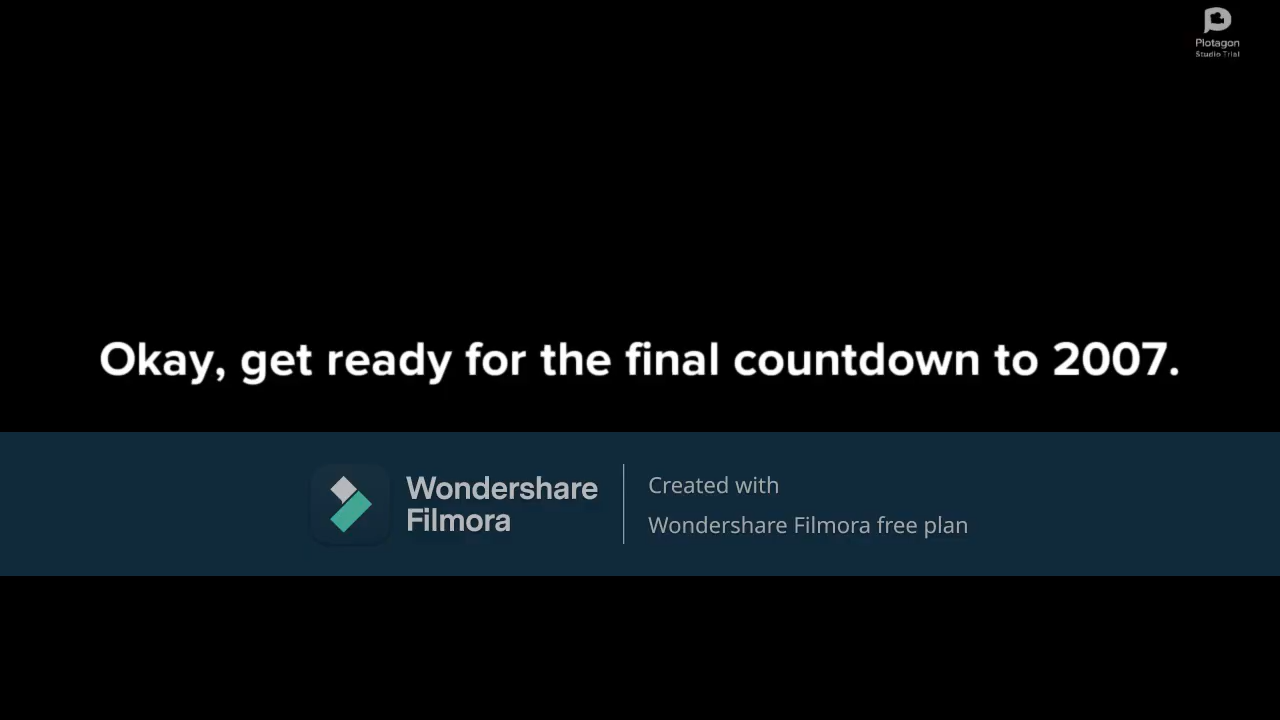 Plotagon
Studio Trial
Okay, get ready for the final countdown to 2007.
Wondershare
Filmora
Created with
Wondershare Filmora free plan